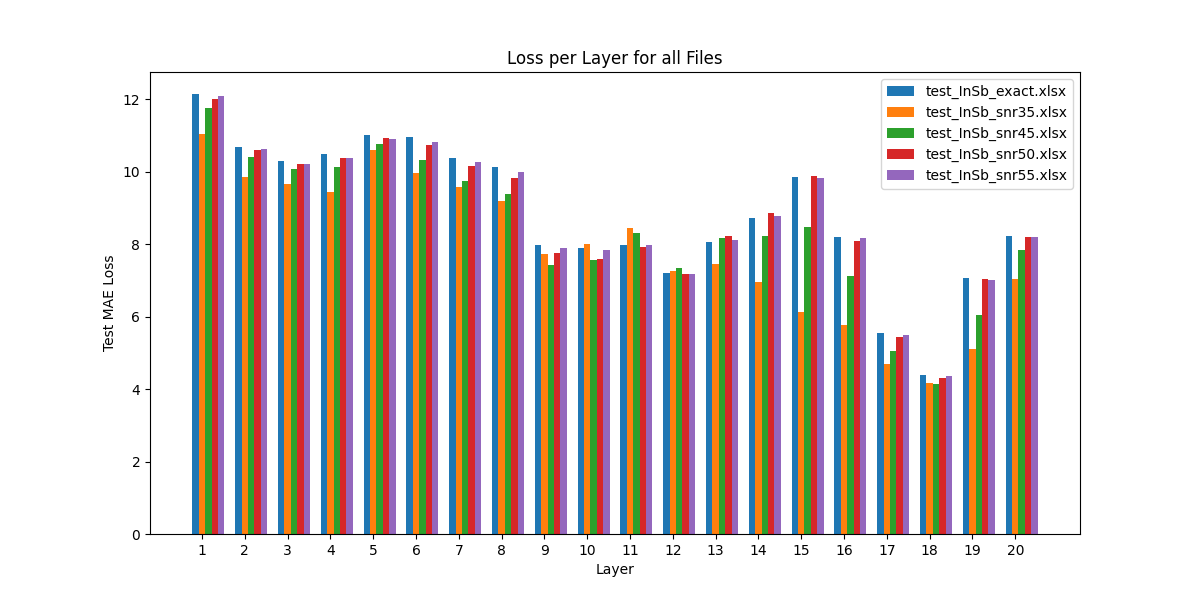 Loss per Layer for all Files
test_InSb_exact.xlsx
test_InSb_snr35.xlsx
test_InSb_snr45.xlsx
test_InSb_snr50.xlsx
test_InSb_snr55.xlsx
Test MAE Loss
12
10
8
6
4
2
0
1 2 3 4 5 6 7 8 9 10 11 12 13 14 15 16 17 18 19 20
Layer